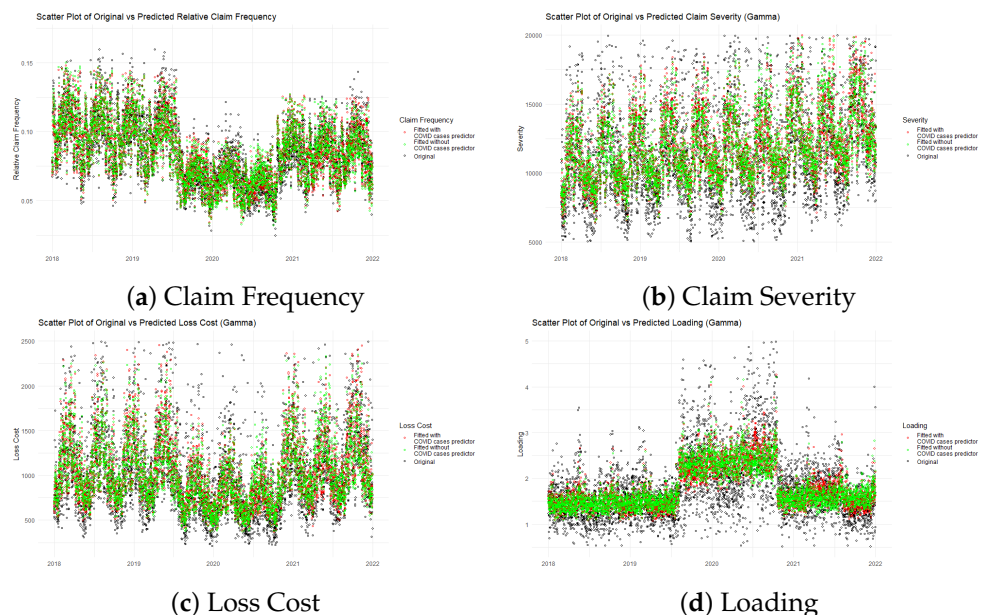 Scatter Plot of Original vs Predicted Relative Claim Frequency
Relative Claim Frequency
0.15
0.10
0.05
2018 2019 2020 2021 2022
Claim Frequency
Fitted with
COVID cases predictor
Fitted without
COVID cases predictor
Original
(a) Claim Frequency
Scatter Plot of Original vs Predicted Claim Severity (Gamma)
Severity
20000
15000
10000
5000
2018 2019 2020 2021 2022
Severity
Fitted with
COVID cases predictor
Fitted without
COVID cases predictor
Original
(b) Claim Severity
Scatter Plot of Original vs Predicted Loss Cost (Gamma)
Loss Cost
2500
2000
1500
1000
500
2018 2019 2020 2021 2022
Loss Cost
Fitted with
COVID cases predictor
Fitted without
COVID cases predictor
Original
(c) Loss Cost
Scatter Plot of Original vs Predicted Loading (Gamma)
Loading
5
4
3
2
1
2018 2019 2020 2021 2022
Loading
Fitted with
COVID cases predictor
Fitted without
COVID cases predictor
Original
(d) Loading